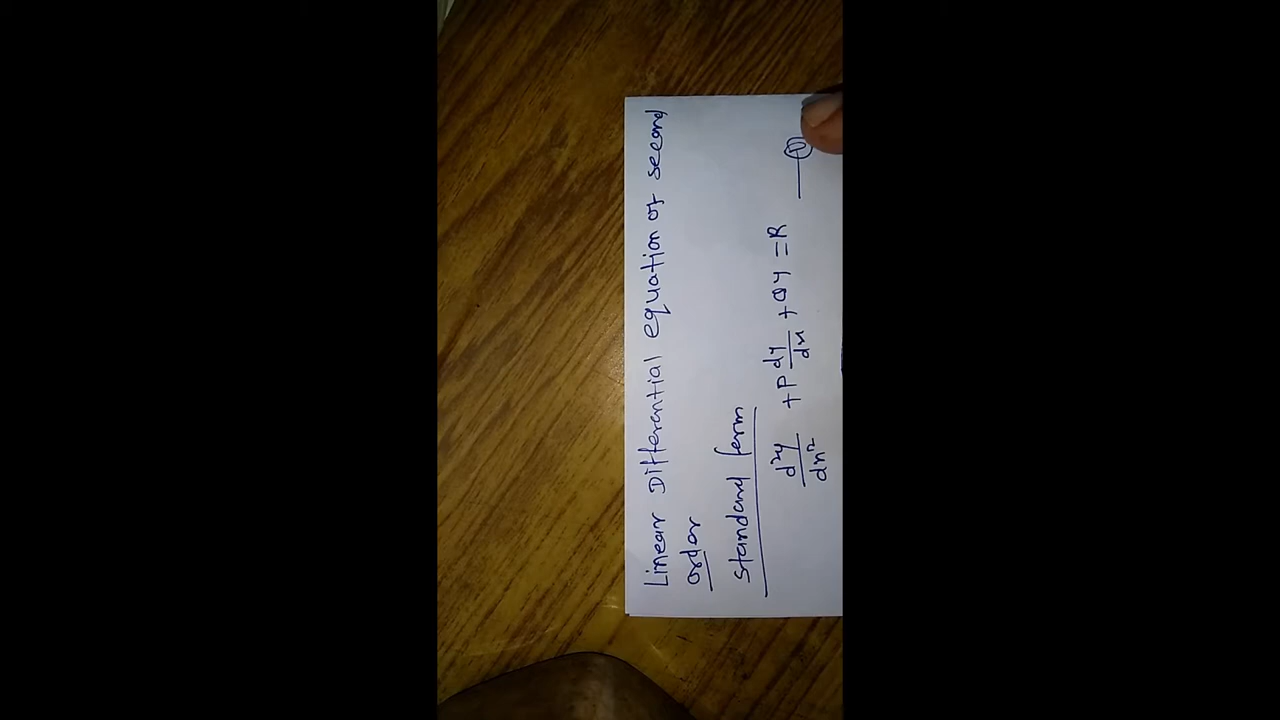 Linear Differential equation of second
order
standard form
d²y/dx² + P dy/dx + Qy = R —①